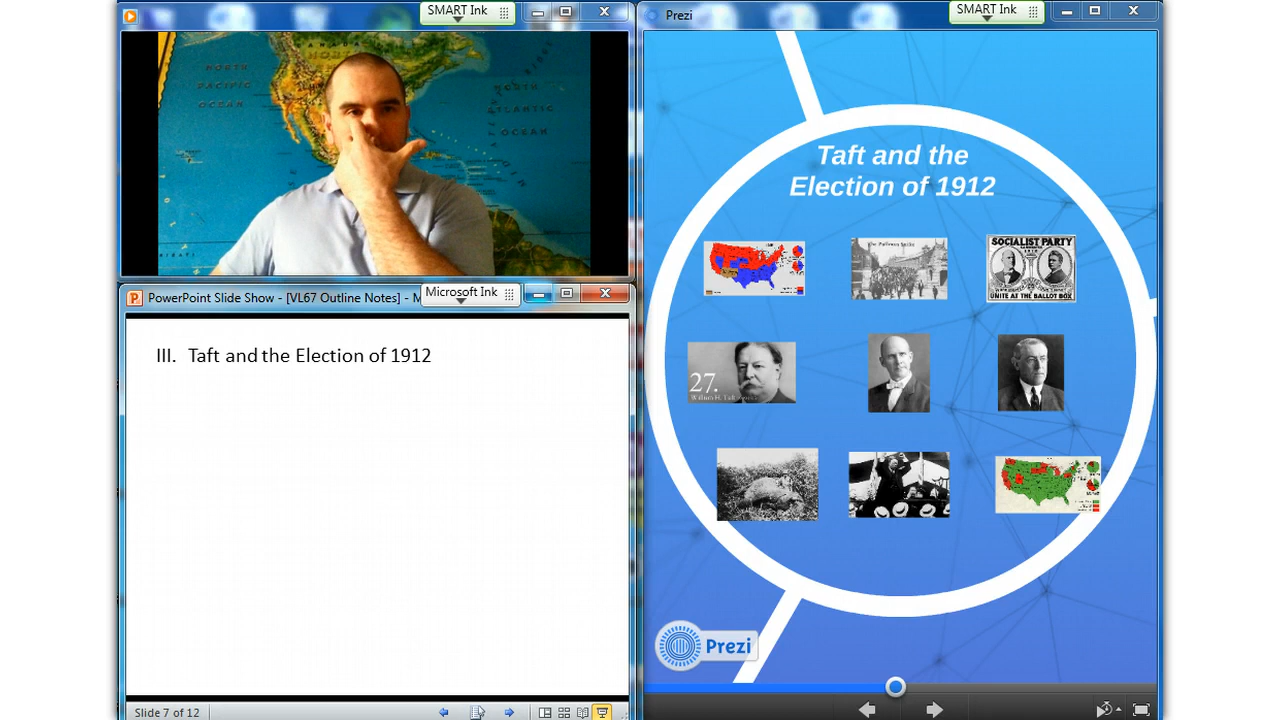 SMART Ink
NORTH
PACIFIC
OCEAN
ATLANTIC
OCEAN
PowerPoint Slide Show - [VL67 Outline Notes] - M
Microsoft Ink
III. Taft and the Election of 1912
Slide 7 of 12
Prezi
SMART Ink
Taft and the
Election of 1912
SOCIALIST PARTY
UNITE AT THE BALLOT BOX
27.
William H. Taft
Prezi